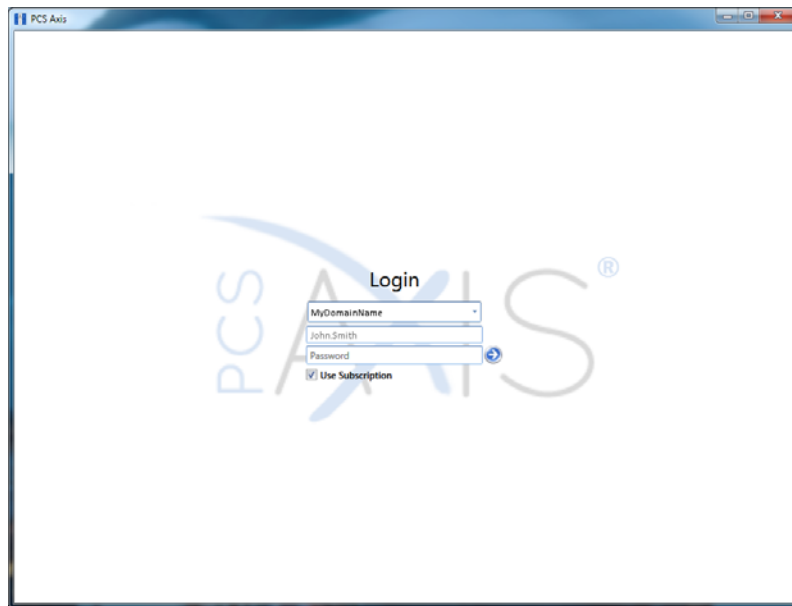 PCS Axis
PCS
AXIS®
Login
MyDomainName
John.Smith
Password
Use Subscription